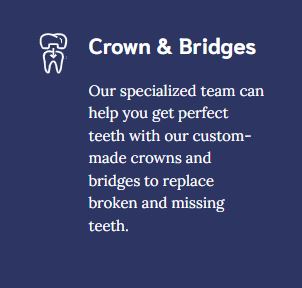 Crown & Bridges
Our specialized team can
help you get perfect
teeth with our custom-
made crowns and
bridges to replace
broken and missing
teeth.